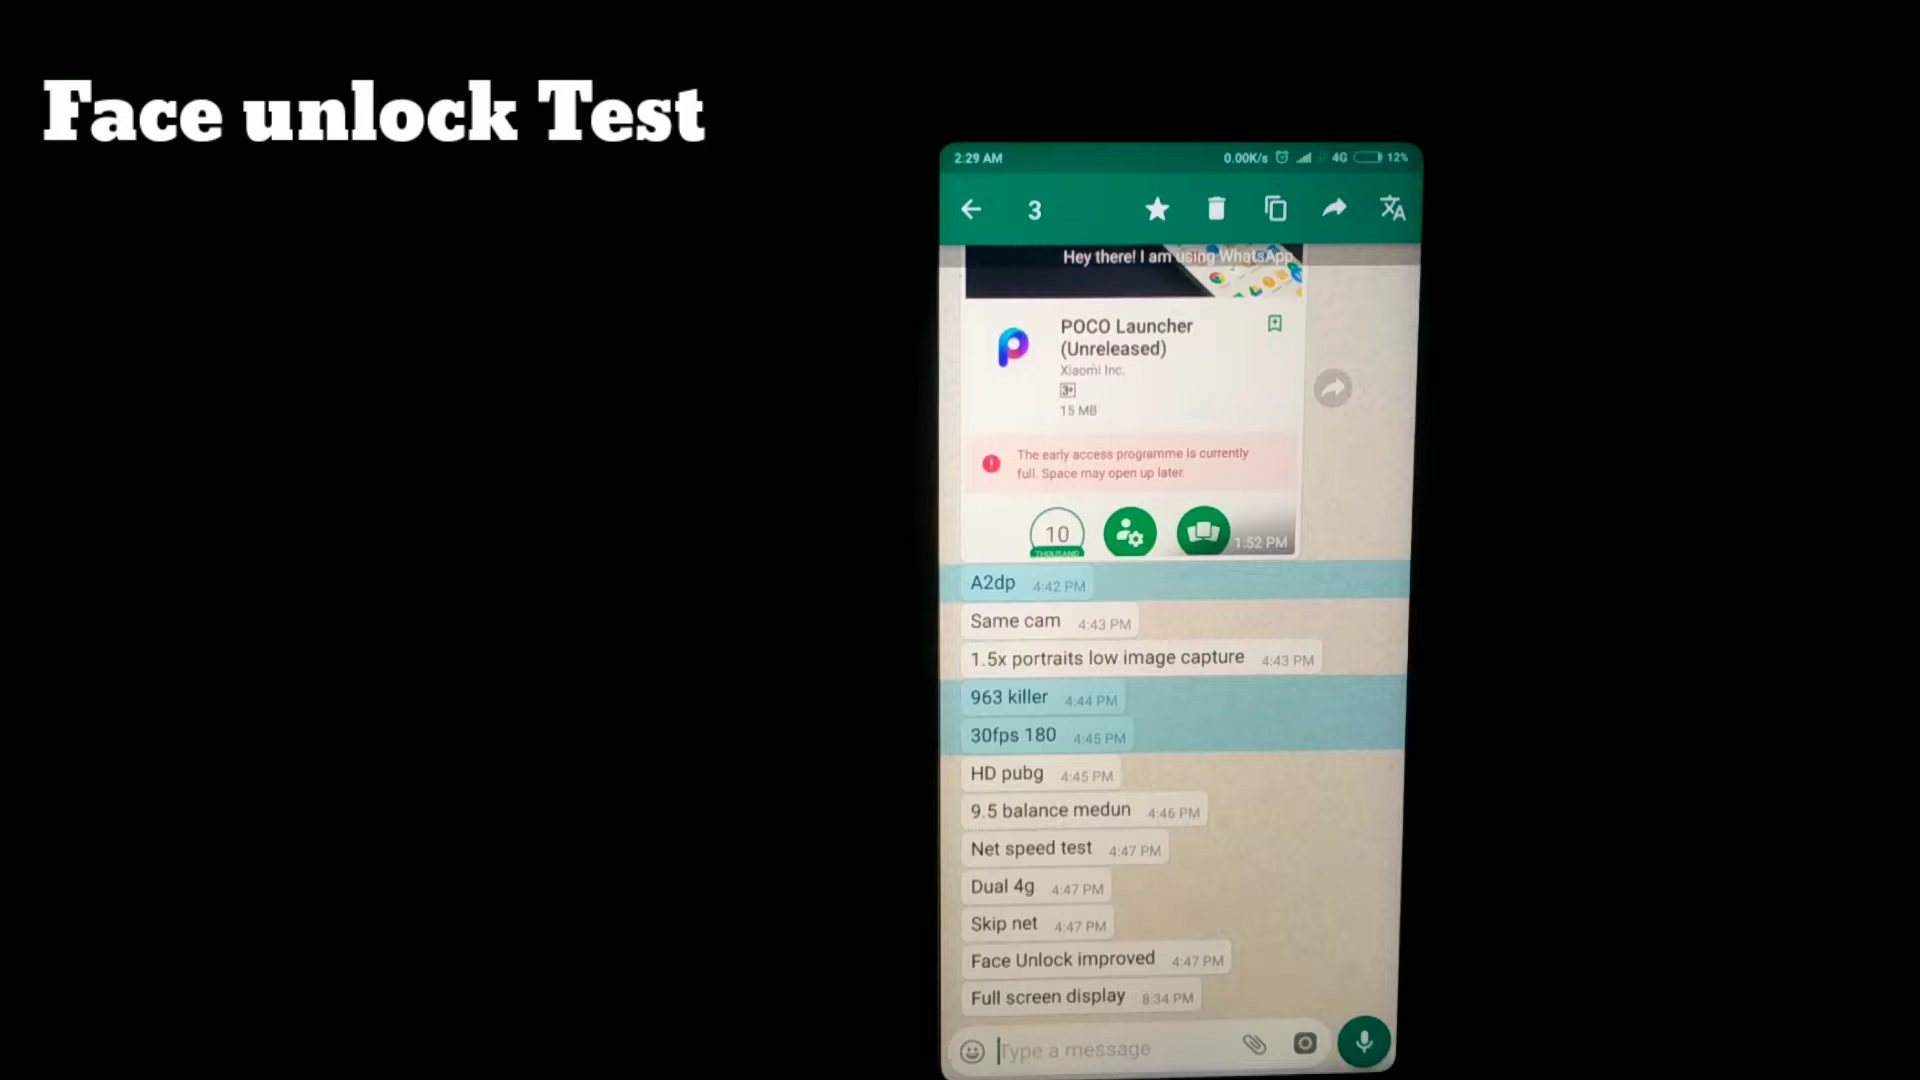 Face unlock Test
2:29 AM 0.00K/s 4G 12%
3
Hey there! I am using WhatsApp.
POCO Launcher
(Unreleased)
Xiaomi Inc.
3+
15 MB
The early access programme is currently
full. Space may open up later.
10
THOUSAND
1:52 PM
A2dp 4:42 PM
Same cam 4:43 PM
1.5x portraits low image capture 4:43 PM
963 killer 4:44 PM
30fps 180 4:45 PM
HD pubg 4:45 PM
9.5 balance medun 4:46 PM
Net speed test 4:47 PM
Dual 4g 4:47 PM
Skip net 4:47 PM
Face Unlock improved 4:47 PM
Full screen display 8:34 PM
Type a message